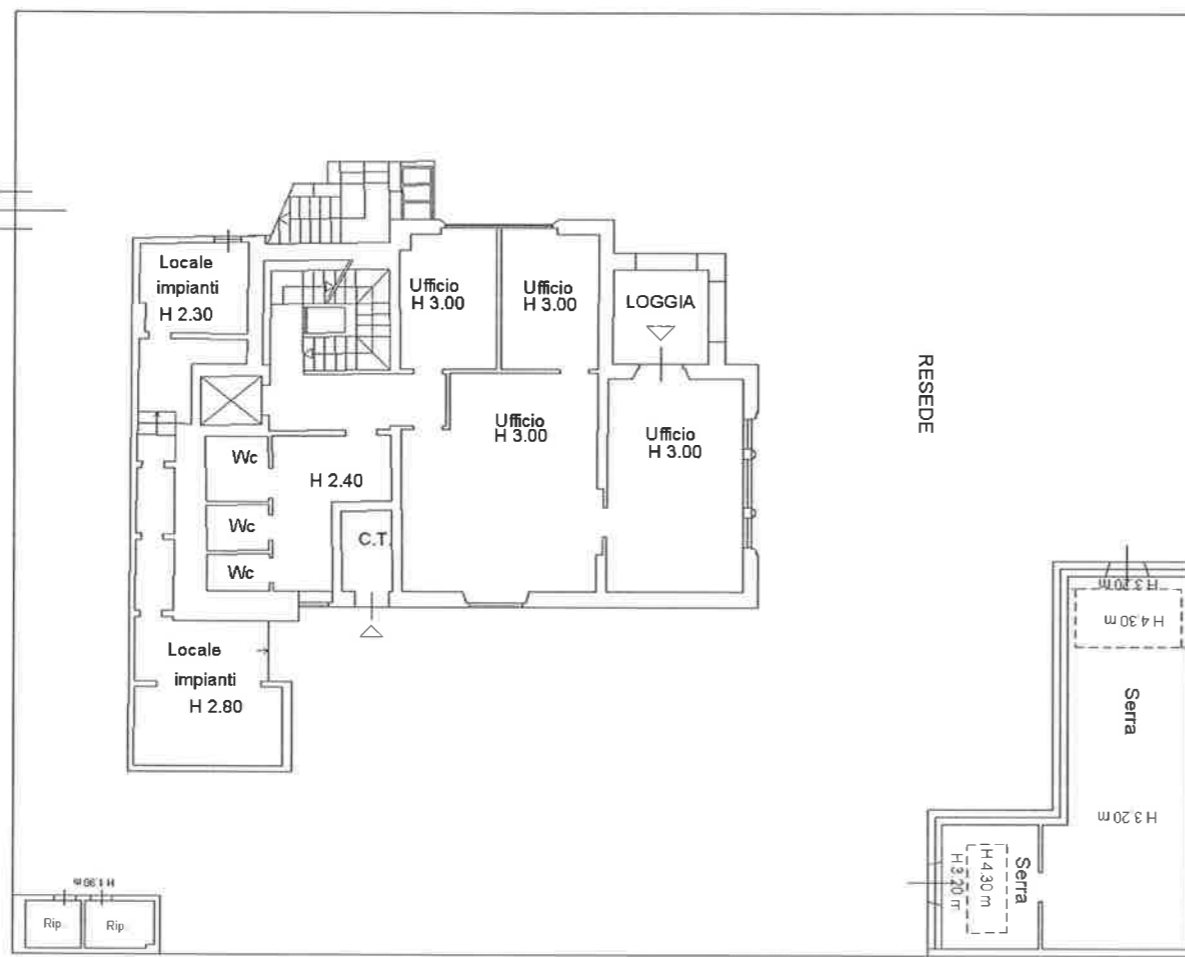 Locale
impianti
H 2.30
Ufficio
H 3.00
Ufficio
H 3.00
LOGGIA
RESEDE
Ufficio
H 3.00
Ufficio
H 3.00
Wc
H 2.40
Wc
C.T.
Wc
Locale
impianti
H 2.80
H 3.20 m
H 4.30 m
Serra
H 3.20 m
Serra
H 4.30 m
H 3.20 m
H 1.90 m
Rip.
Rip.